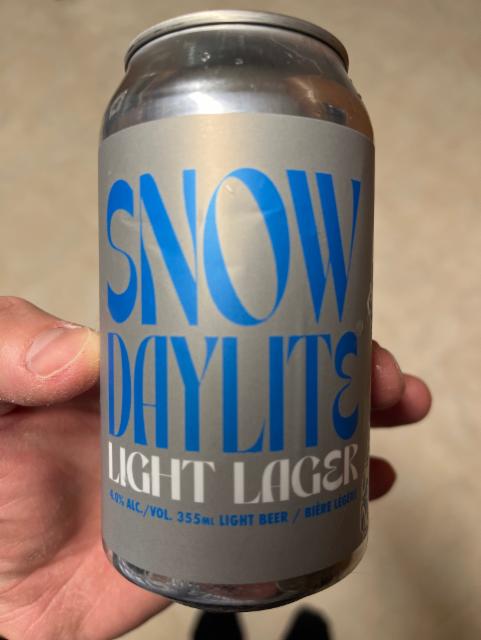 SNOW
DAYLITE
LIGHT LAGER
4.0% ALC./VOL. 355ML LIGHT BEER / BIÈRE LÉGÈRE